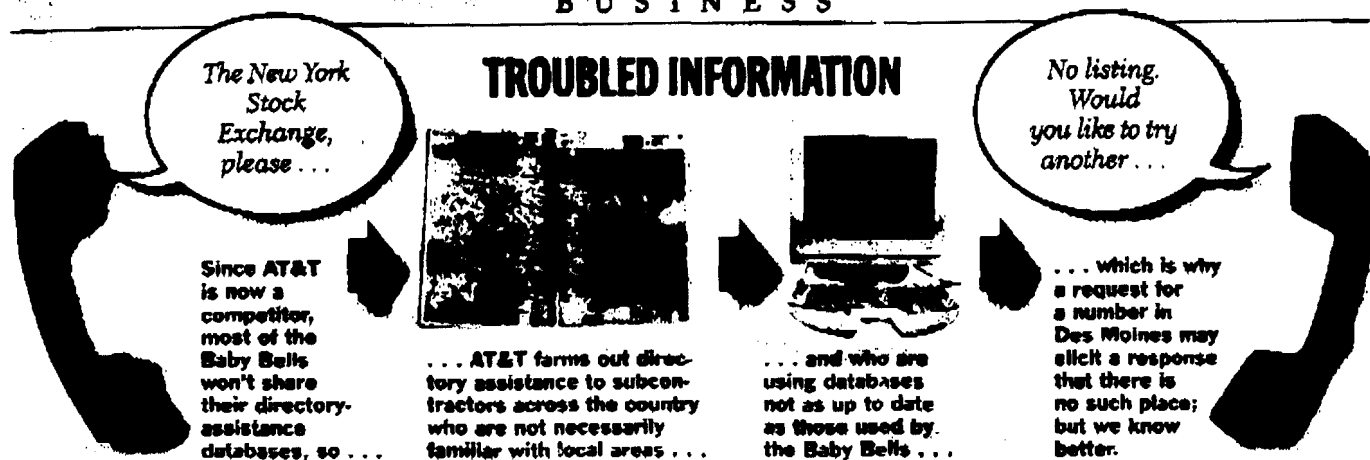 BUSINESS
TROUBLED INFORMATION
The New York
Stock
Exchange,
please . . .
Since AT&T
is now a
competitor,
most of the
Baby Bells
won't share
their directory-
assistance
databases, so . . .
. . . AT&T farms out direc-
tory assistance to subcon-
tractors across the country
who are not necessarily
familiar with local areas . . .
. . . and who are
using databases
not as up to date
as those used by
the Baby Bells . . .
No listing.
Would
you like to try
another . . .
. . . which is why
a request for
a number in
Des Moines may
elicit a response
that there is
no such place;
but we know
better.